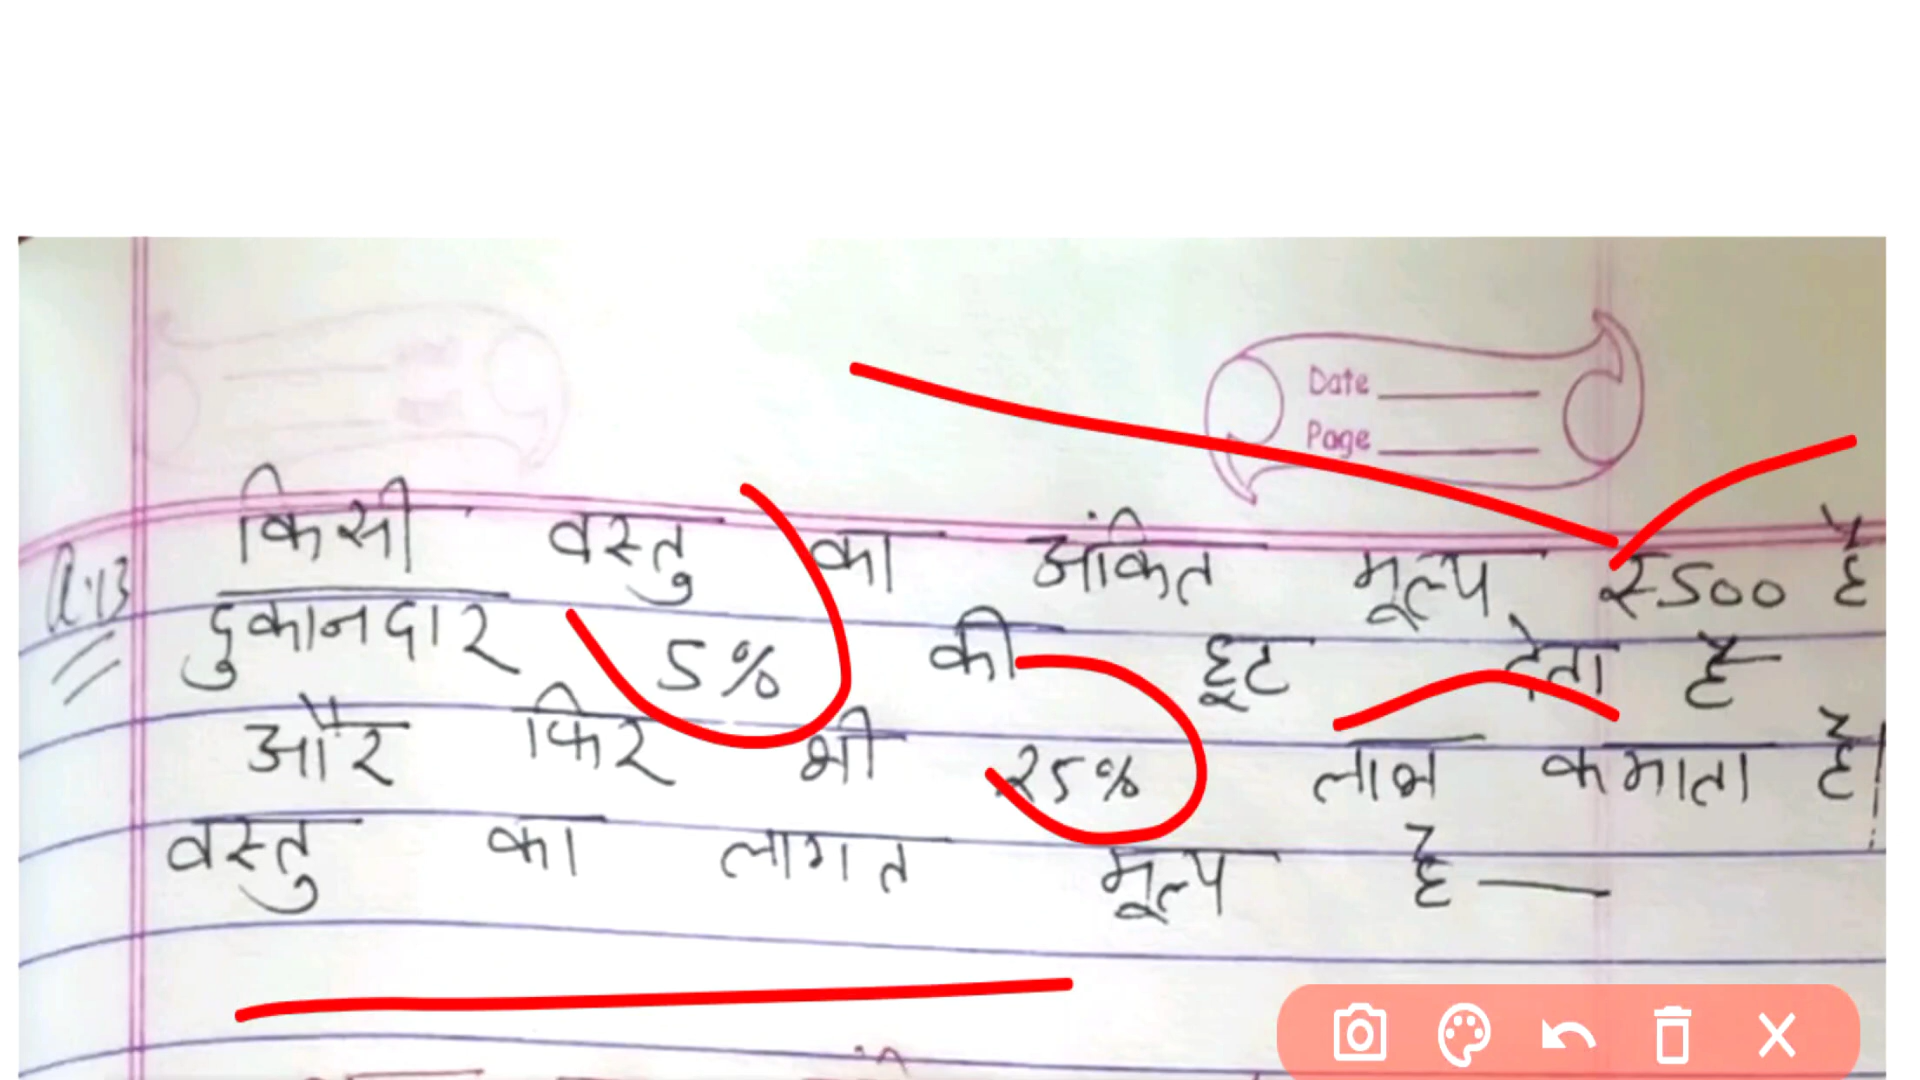 Date
Page
Q.13 किसी वस्तु का अंकित मूल्य ₹500 है
दुकानदार 5% की छूट देता है
और फिर भी 25% लाभ कमाता है।
वस्तु का लागत मूल्य है —